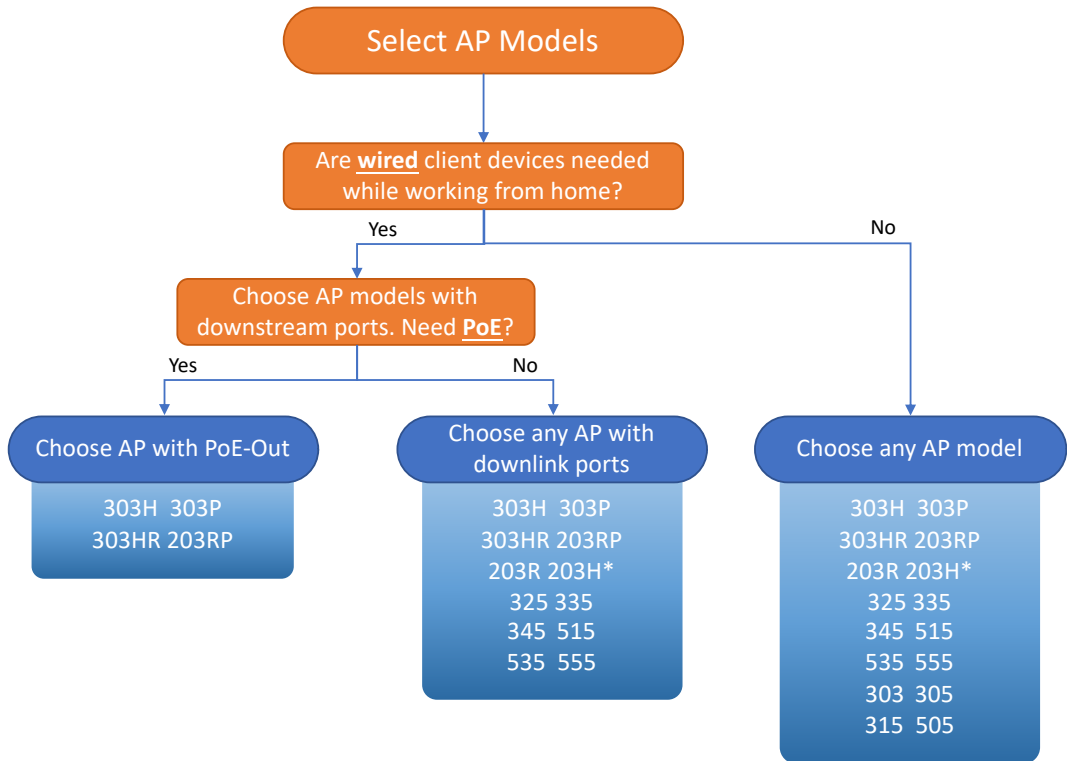 Select AP Models
Are wired client devices needed
while working from home?
Yes
No
Choose AP models with
downstream ports. Need PoE?
Yes
No
Choose AP with PoE-Out
303H 303P
303HR 203RP
Choose any AP with
downlink ports
303H 303P
303HR 203RP
203R 203H*
325 335
345 515
535 555
Choose any AP model
303H 303P
303HR 203RP
203R 203H*
325 335
345 515
535 555
303 305
315 505